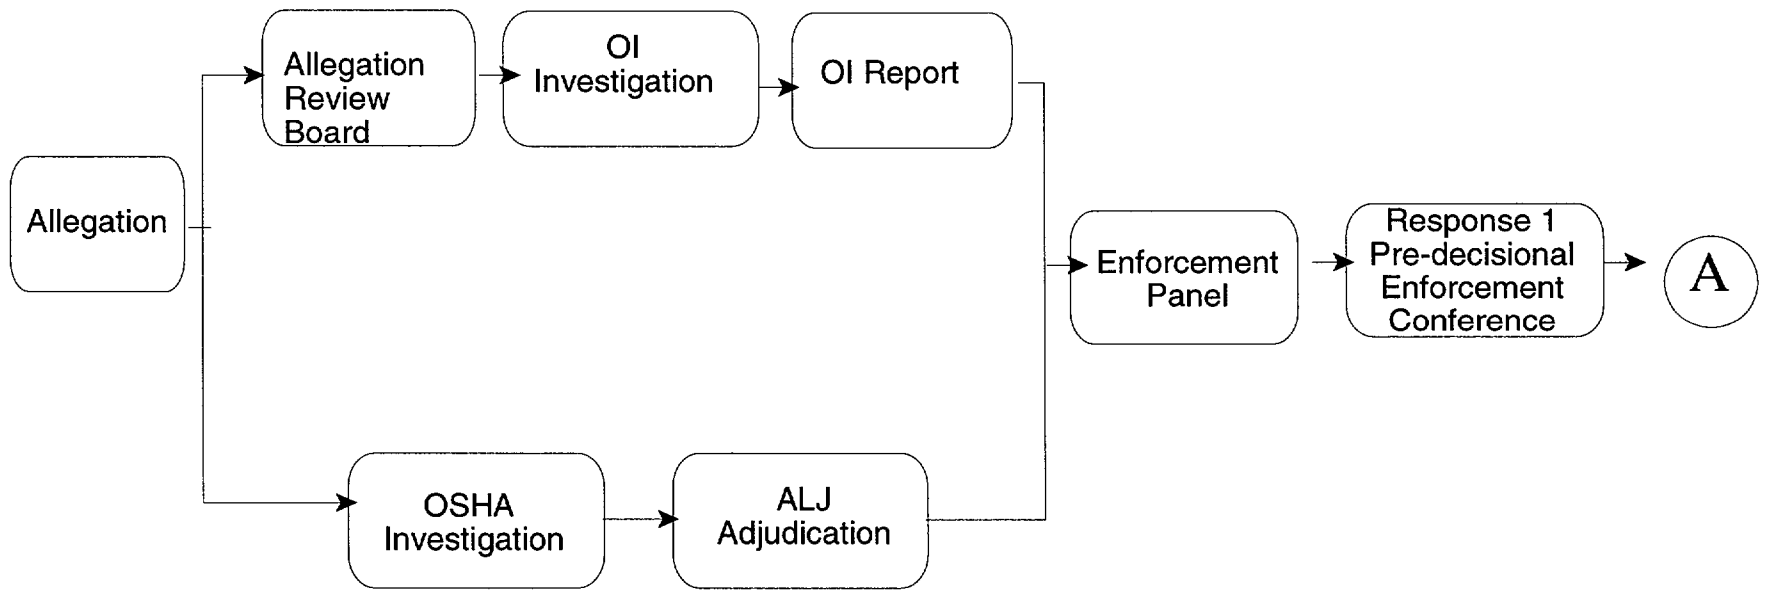 Allegation
Allegation
Review
Board
OI
Investigation
OI Report
OSHA
Investigation
ALJ
Adjudication
Enforcement
Panel
Response 1
Pre-decisional
Enforcement
Conference
A